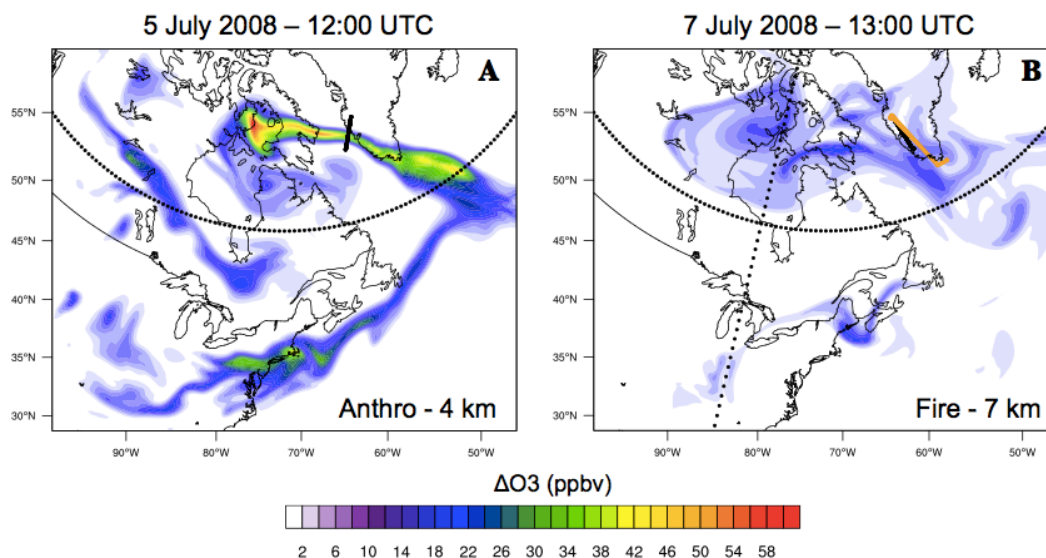 5 July 2008 – 12:00 UTC
7 July 2008 – 13:00 UTC
A
B
55°N
50°N
45°N
40°N
35°N
30°N
55°N
50°N
45°N
40°N
35°N
30°N
Anthro - 4 km
Fire - 7 km
90°W 80°W 70°W 60°W 50°W
90°W 80°W 70°W 60°W 50°W
ΔO3 (ppbv)
2 6 10 14 18 22 26 30 34 38 42 46 50 54 58